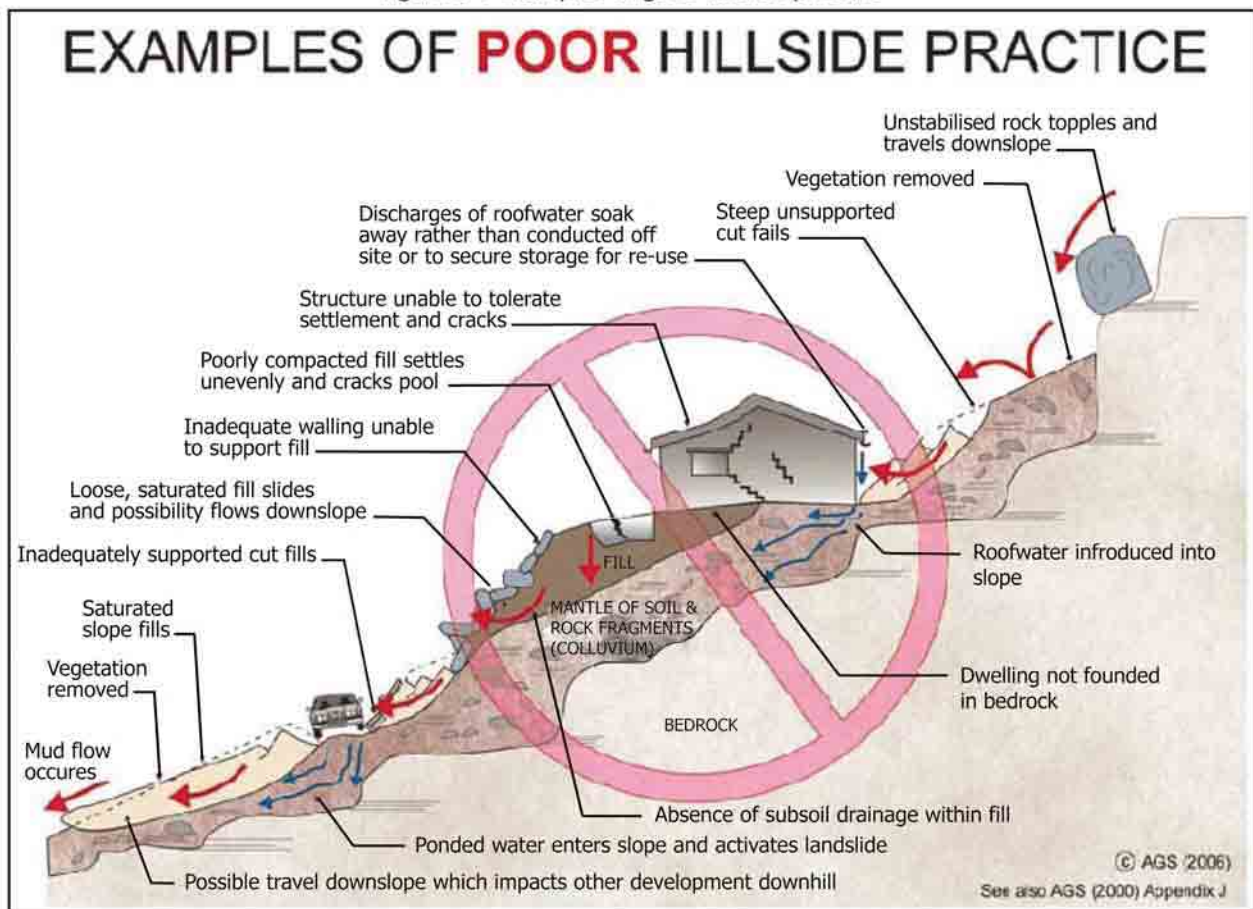 EXAMPLES OF POOR HILLSIDE PRACTICE
Unstabilised rock topples and
travels downslope
Vegetation removed
Steep unsupported
cut fails
Discharges of roofwater soak
away rather than conducted off
site or to secure storage for re-use
Structure unable to tolerate
settlement and cracks
Poorly compacted fill settles
unevenly and cracks pool
Inadequate walling unable
to support fill
Loose, saturated fill slides
and possibility flows downslope
Inadequately supported cut fills
Saturated
slope fills
Vegetation
removed
Mud flow
occures
FILL
MANTLE OF SOIL &
ROCK FRAGMENTS
(COLLUVIUM)
BEDROCK
Roofwater infroduced into
slope
Dwelling not founded
in bedrock
Absence of subsoil drainage within fill
Ponded water enters slope and activates landslide
Possible travel downslope which impacts other development downhill
© AGS (2006)
See also AGS (2000) Appendix J